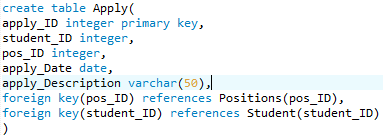 create table Apply(
apply_ID integer primary key,
student_ID integer,
pos_ID integer,
apply_Date date,
apply_Description varchar(50),
foreign key(pos_ID) references Positions(pos_ID),
foreign key(student_ID) references Student(student_ID)
)